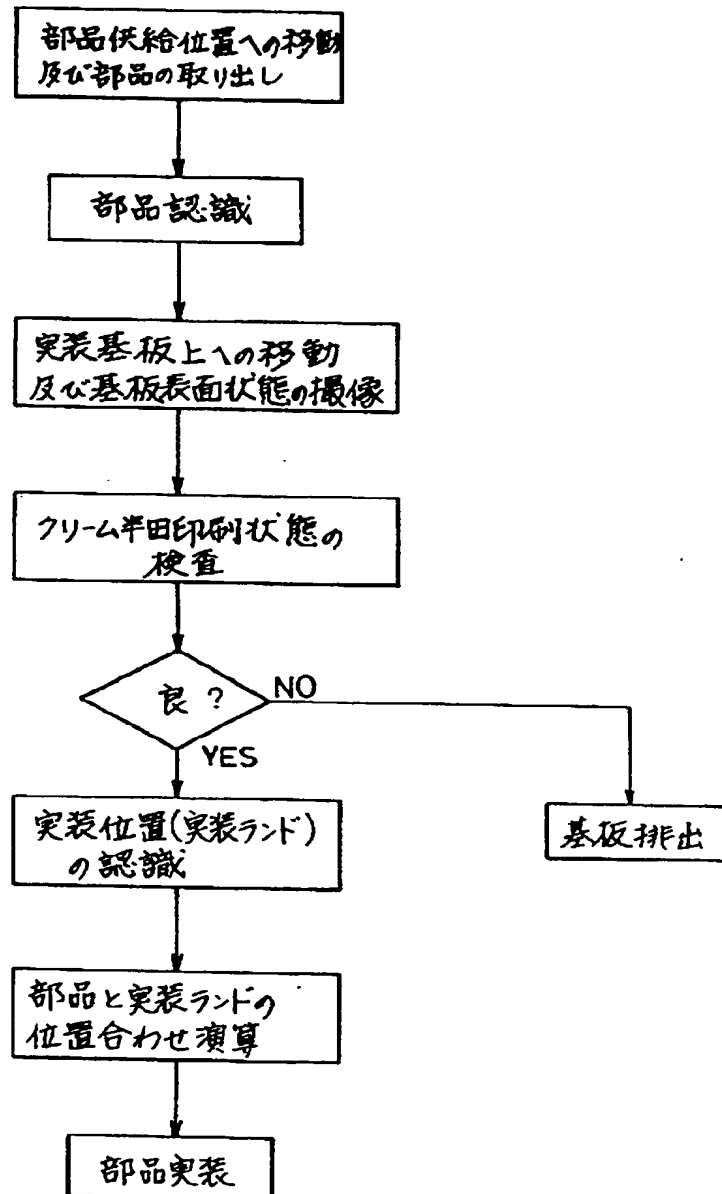 部品供給位置への移動
及び部品の取り出し
部品認識
実装基板上への移動
及び基板表面状態の撮像
クリーム半田印刷状態の
検査
良?
NO
YES
実装位置(実装ランド)
の認識
基板排出
部品と実装ランドの
位置合わせ演算
部品実装